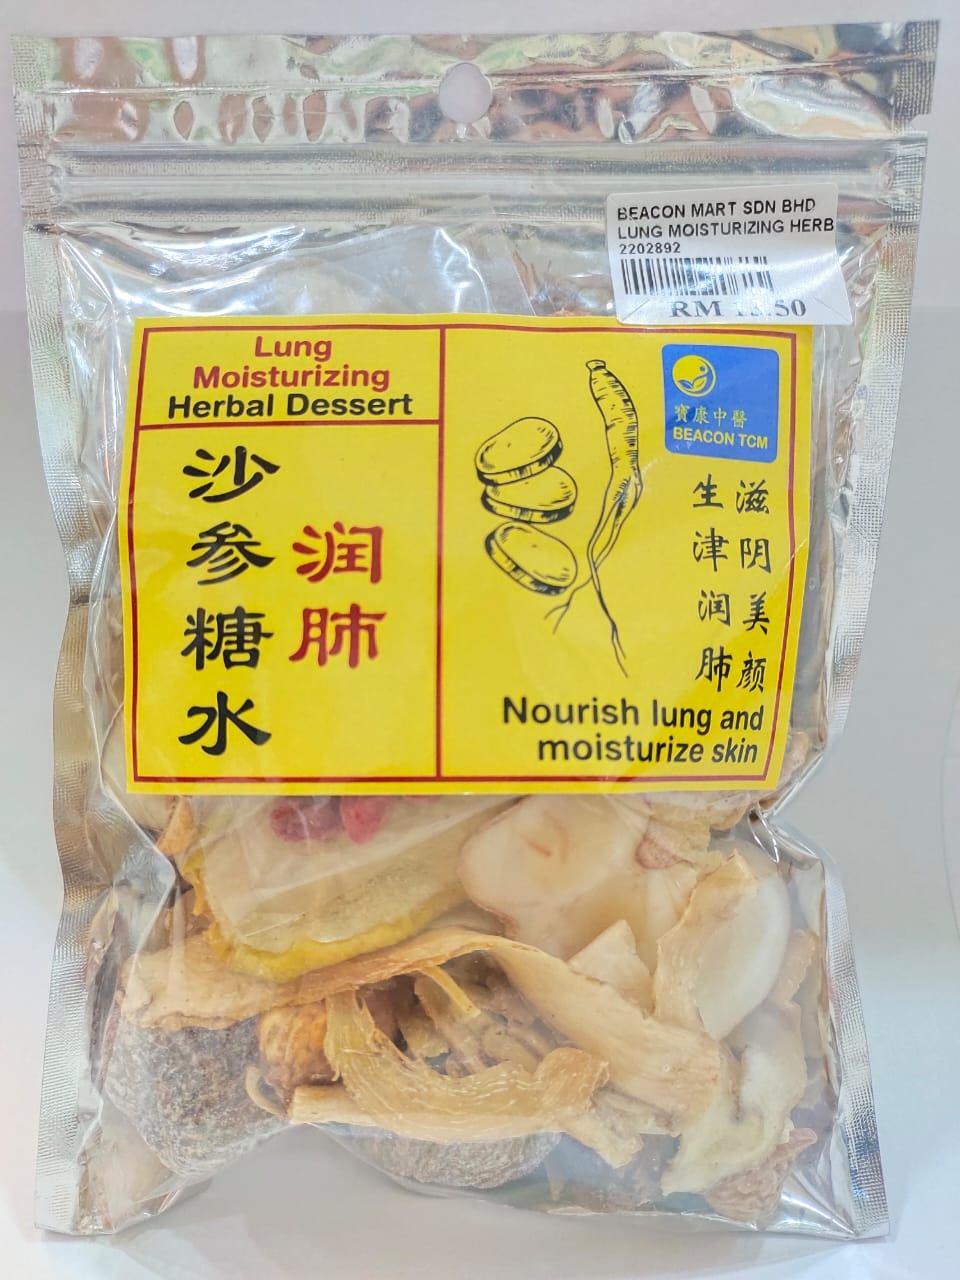 BEACON MART SDN BHD
LUNG MOISTURIZING HERB
2202892
RM
Lung
Moisturizing
Herbal Dessert
润肺
沙参糖水
寶康中醫
BEACON TCM
滋阴美颜
生津润肺
Nourish lung and
moisturize skin